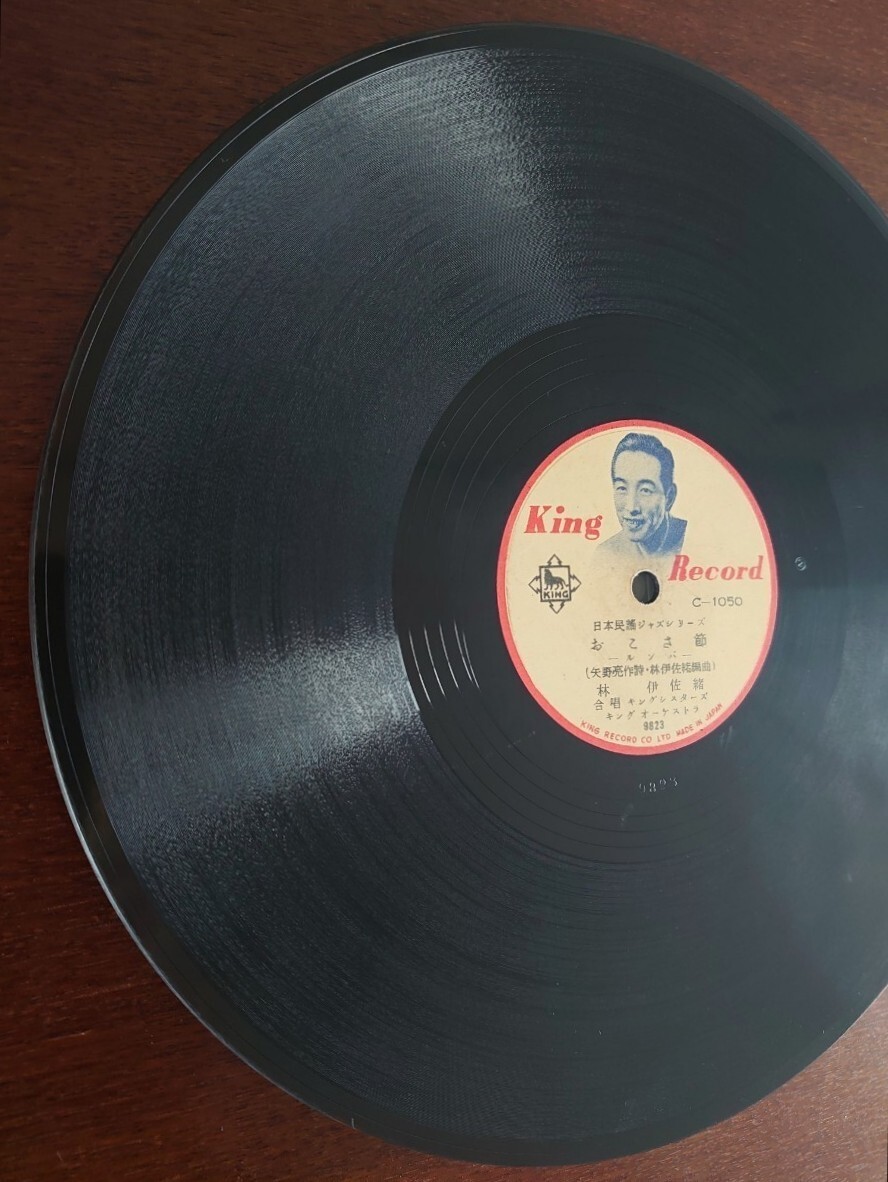 King
Record
KING
C-1050
日本民謡ジャズシリーズ
おこさ節
—ルンバ—
(矢野亮作詩・林伊佐緒編曲)
林 伊佐緒
合唱 キングシスターズ
キングオーケストラ
9823
KING RECORD CO LTD MADE IN JAPAN
9823